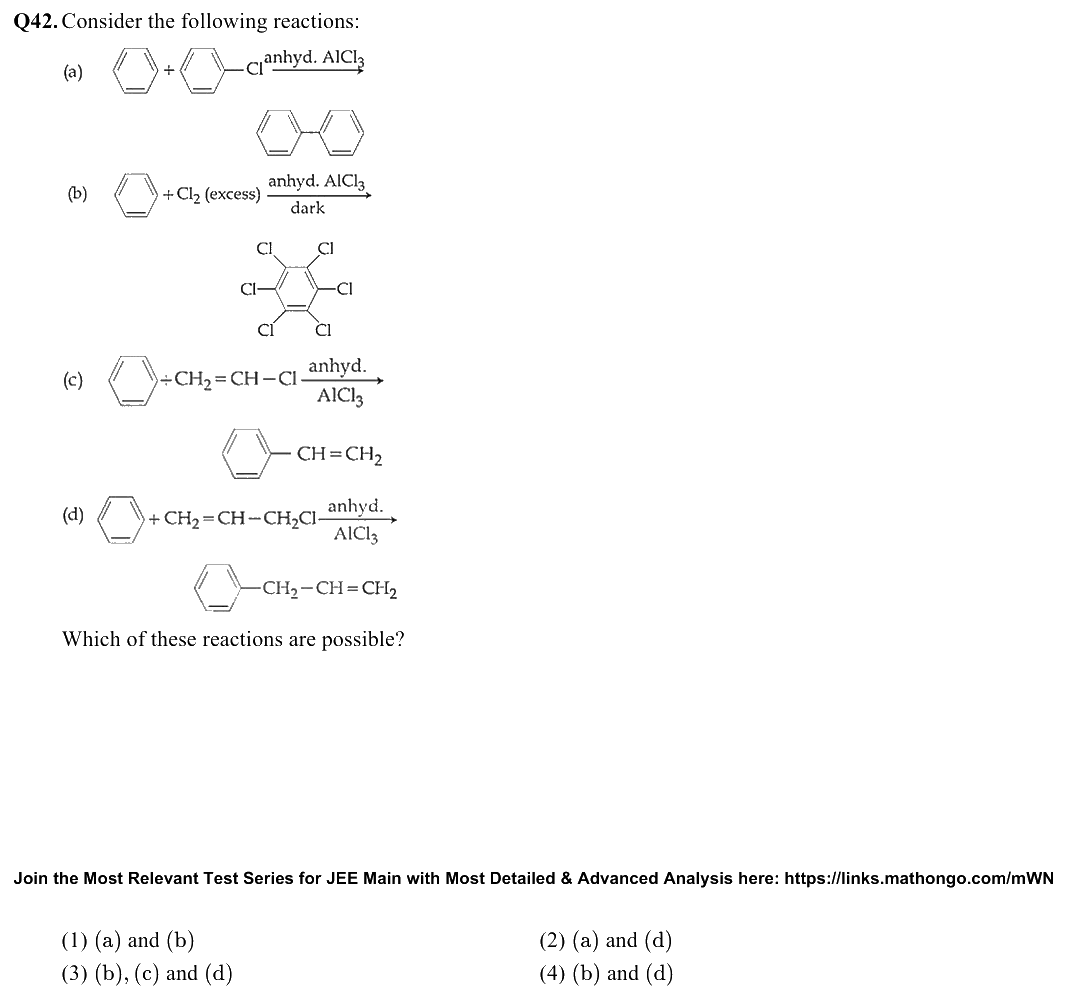 Q42. Consider the following reactions:
(a) + Cl anhyd. AlCl3
(b) + Cl2 (excess) anhyd. AlCl3
dark
Cl Cl
Cl Cl
Cl Cl
(c) + CH2=CH−Cl anhyd.
AlCl3
CH=CH2
(d) + CH2=CH−CH2Cl anhyd.
AlCl3
CH2−CH=CH2
Which of these reactions are possible?
Join the Most Relevant Test Series for JEE Main with Most Detailed & Advanced Analysis here: https://links.mathongo.com/mWN
(1) (a) and (b) (2) (a) and (d)
(3) (b), (c) and (d) (4) (b) and (d)